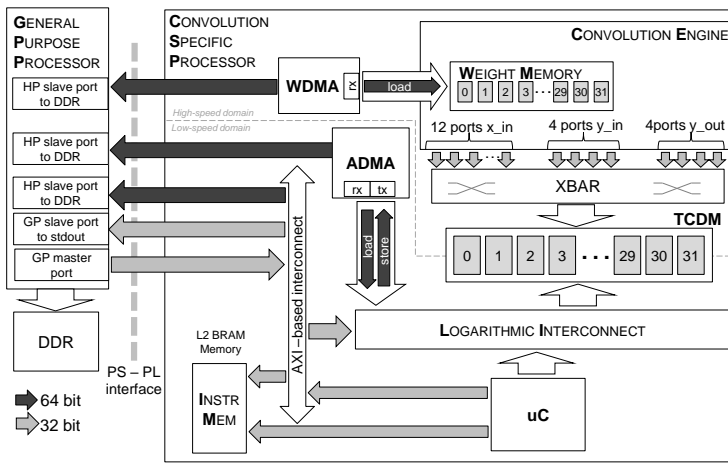 GENERAL
PURPOSE
PROCESSOR
HP slave port
to DDR
HP slave port
to DDR
HP slave port
to DDR
GP slave port
to stdout
GP master
port
DDR
64 bit
32 bit
PS – PL
interface
CONVOLUTION
SPECIFIC
PROCESSOR
High-speed domain
Low-speed domain
WDMA
rx
load
CONVOLUTION ENGINE
WEIGHT MEMORY
0 1 2 3 ··· 29 30 31
12 ports x_in
4 ports y_in
4ports y_out
XBAR
ADMA
rx tx
load
store
TCDM
0 1 2 3 ··· 29 30 31
AXI –based interconnect
LOGARITHMIC INTERCONNECT
L2 BRAM
Memory
INSTR
MEM
uC